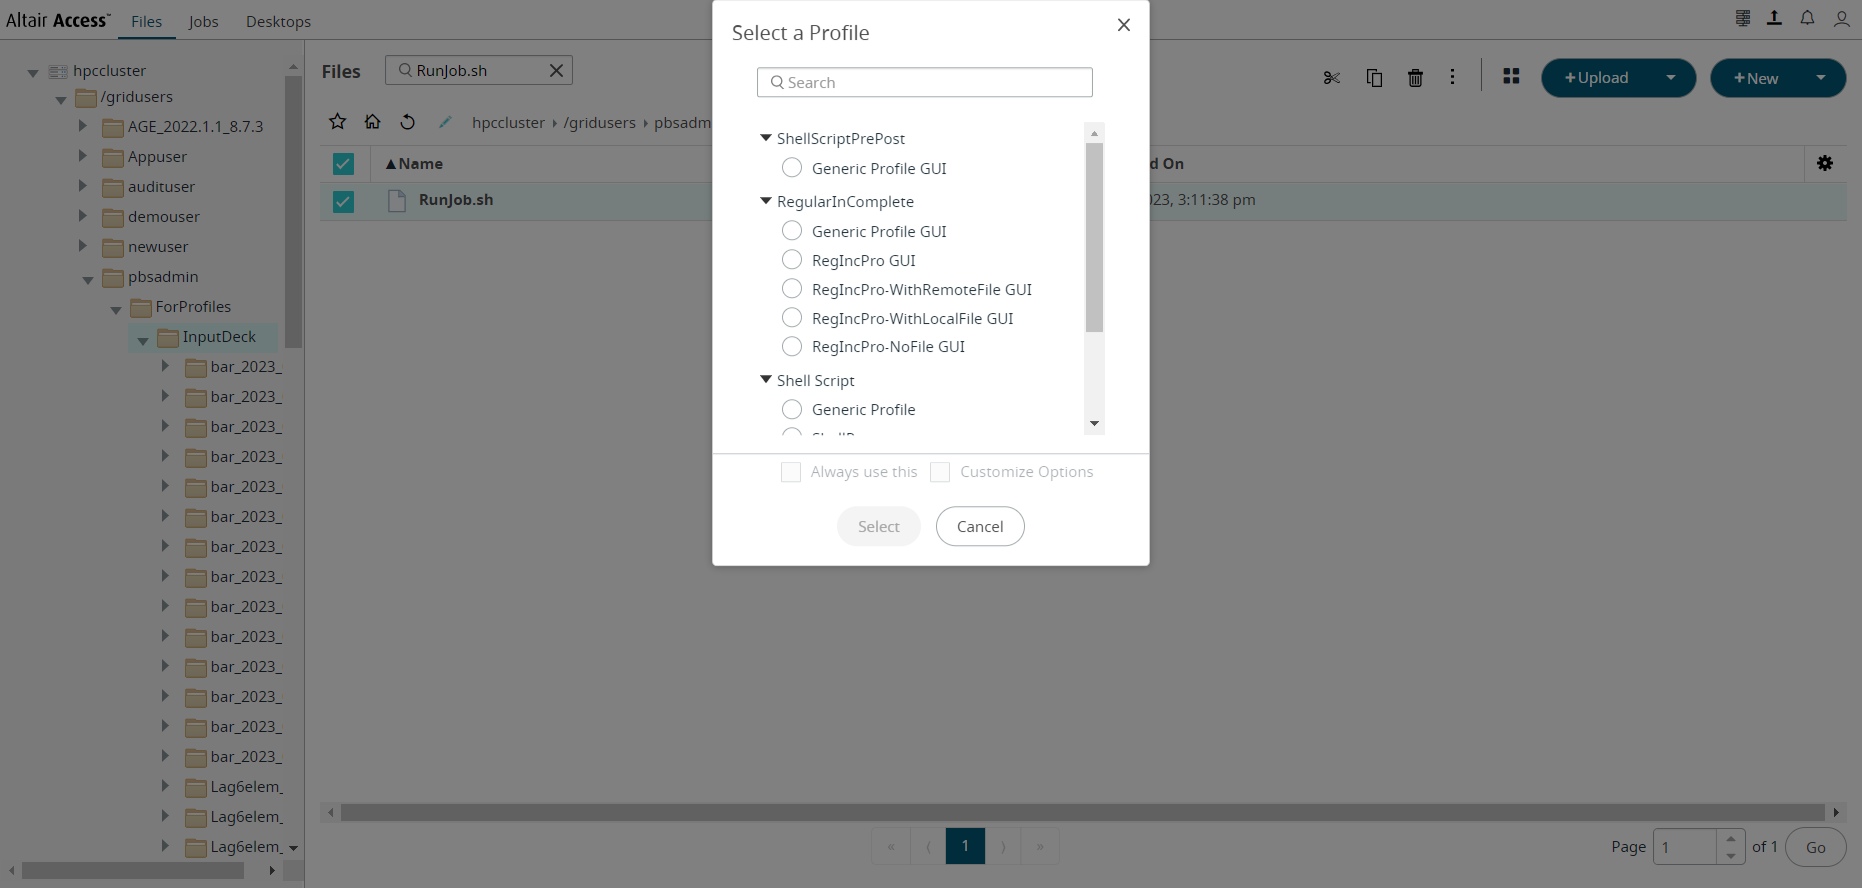 Altair Access™ Files Jobs Desktops
hpccluster
/gridusers
AGE_2022.1.1_8.7.3
Appuser
audituser
demouser
newuser
pbsadmin
ForProfiles
InputDeck
bar_2023_
bar_2023_
bar_2023_
bar_2023_
bar_2023_
bar_2023_
bar_2023_
bar_2023_
bar_2023_
bar_2023_
bar_2023_
bar_2023_
bar_2023_
bar_2023_
Lag6elem_
Lag6elem_
Lag6elem_
Files RunJob.sh
+Upload +New
hpccluster /gridusers pbsadm
Name d On
RunJob.sh 023, 3:11:38 pm
Select a Profile
Search
ShellScriptPrePost
Generic Profile GUI
RegularInComplete
Generic Profile GUI
RegIncPro GUI
RegIncPro-WithRemoteFile GUI
RegIncPro-WithLocalFile GUI
RegIncPro-NoFile GUI
Shell Script
Generic Profile
Always use this Customize Options
Select Cancel
« ⟨ 1 ⟩ »
Page 1 of 1 Go